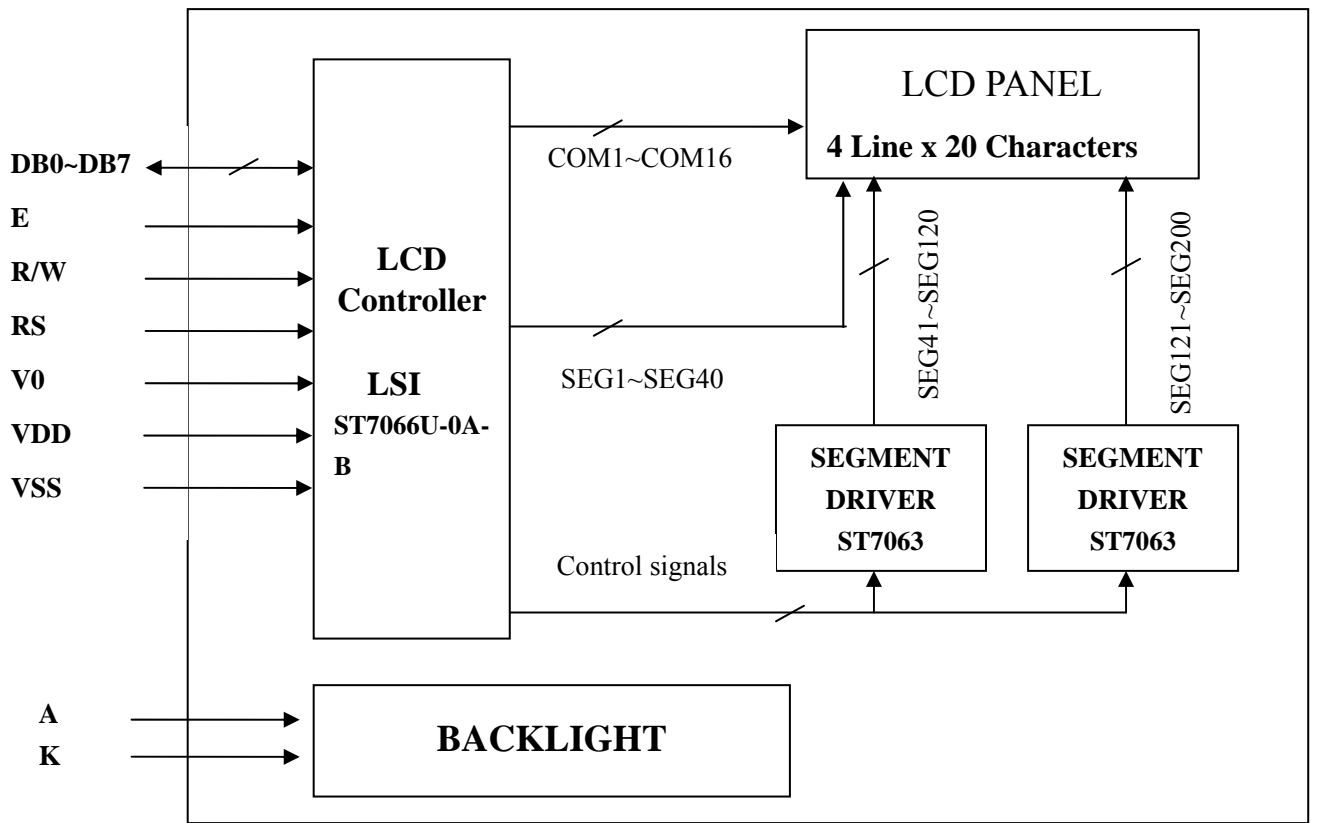 LCD PANEL
4 Line x 20 Characters
COM1~COM16
DB0~DB7
E
R/W
RS
V0
VDD
VSS
LCD
Controller
LSI
ST7066U-0A-
B
SEG1~SEG40
SEG41~SEG120
SEG121~SEG200
SEGMENT
DRIVER
ST7063
SEGMENT
DRIVER
ST7063
Control signals
A
K
BACKLIGHT